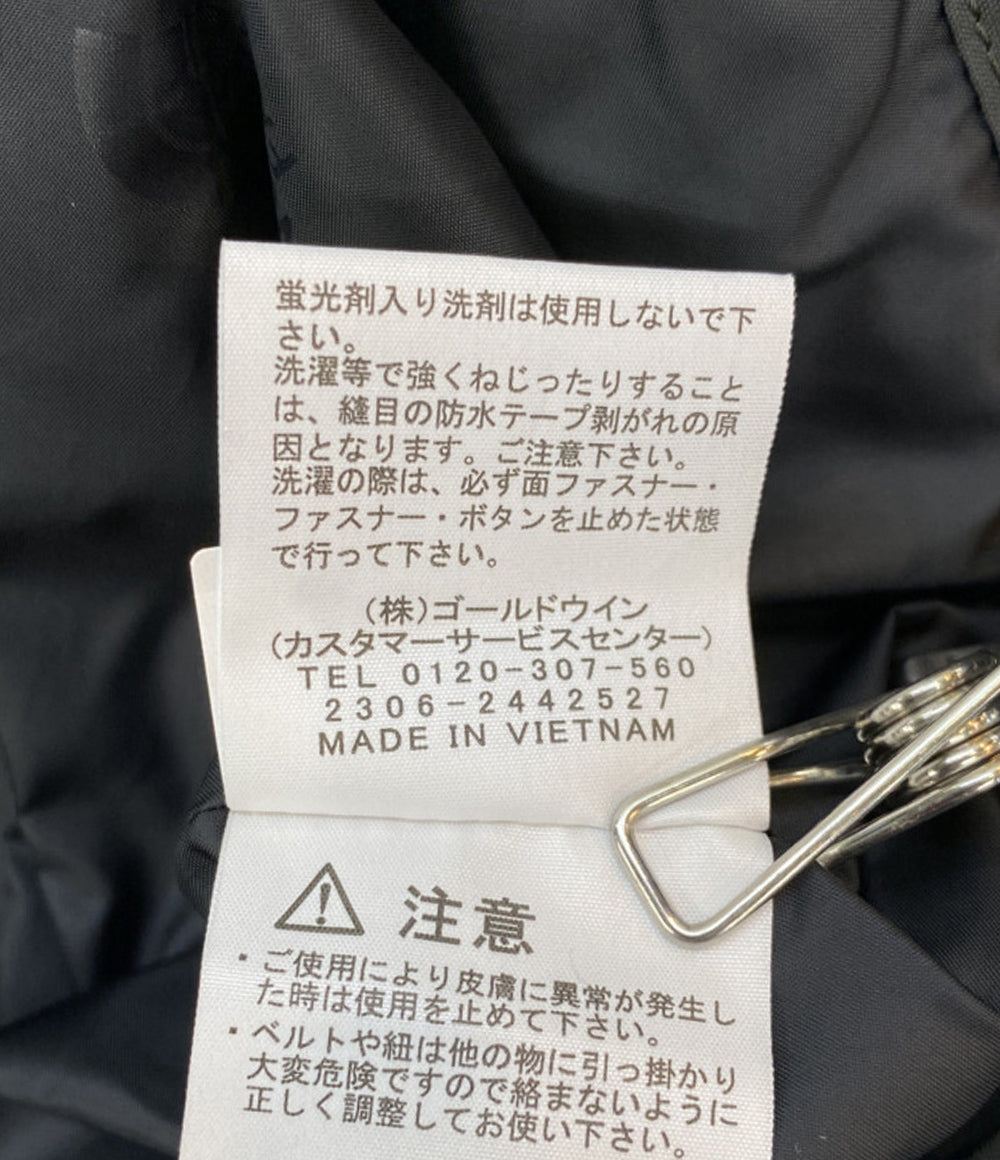 蛍光剤入り洗剤は使用しないで下
さい。
洗濯等で強くねじったりすること
は、縫目の防水テープ剥がれの原
因となります。ご注意下さい。
洗濯の際は、必ず面ファスナー・
ファスナー・ボタンを止めた状態
で行って下さい。
(株)ゴールドウイン
(カスタマーサービスセンター)
TEL 0120-307-560
2306-2442527
MADE IN VIETNAM
注意
・ご使用により皮膚に異常が発生し
た時は使用を止めて下さい。
・ベルトや紐は他の物に引っ掛かり
大変危険ですので絡まないように
正しく調整してお使い下さい。